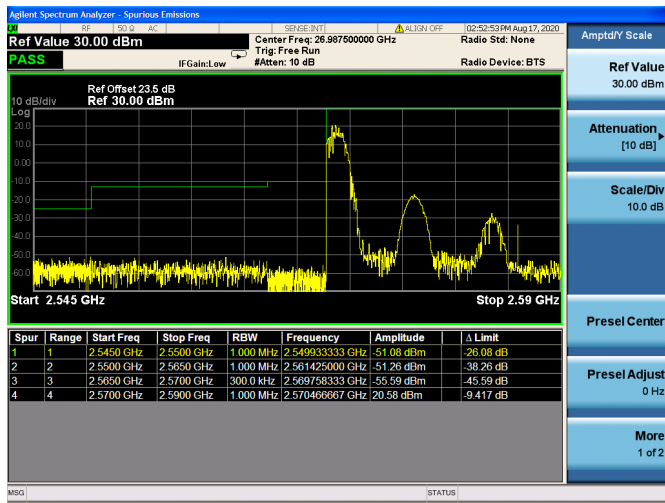 Agilent Spectrum Analyzer - Spurious Emissions
RF 50 Ω AC SENSE:INT ALIGN OFF 02:52:53 PM Aug 17, 2020
Ref Value 30.00 dBm Center Freq: 26.987500000 GHz Radio Std: None
Trig: Free Run
PASS IFGain:Low #Atten: 10 dB Radio Device: BTS
Ref Offset 23.5 dB
10 dB/div Ref 30.00 dBm
Log
20.0
10.0
0.00
-10.0
-20.0
-30.0
-40.0
-50.0
-60.0
Start 2.545 GHz Stop 2.59 GHz
Spur Range Start Freq Stop Freq RBW Frequency Amplitude Δ Limit
1 1 2.5450 GHz 2.5500 GHz 1.000 MHz 2.549933333 GHz -51.08 dBm -26.08 dB
2 2 2.5500 GHz 2.5650 GHz 1.000 MHz 2.561425000 GHz -51.26 dBm -38.26 dB
3 3 2.5650 GHz 2.5700 GHz 300.0 kHz 2.569758333 GHz -55.59 dBm -45.59 dB
4 4 2.5700 GHz 2.5900 GHz 1.000 MHz 2.570466667 GHz 20.58 dBm -9.417 dB
MSG STATUS
Amptd/Y Scale
Ref Value
30.00 dBm
Attenuation
[10 dB]
Scale/Div
10.0 dB
Presel Center
Presel Adjust
0 Hz
More
1 of 2